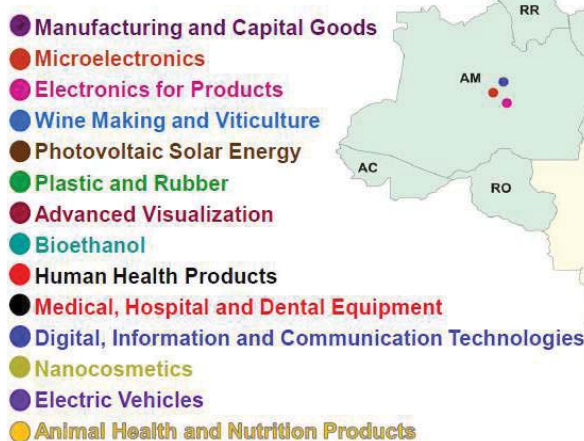 Manufacturing and Capital Goods
Microelectronics
Electronics for Products
Wine Making and Viticulture
Photovoltaic Solar Energy
Plastic and Rubber
Advanced Visualization
Bioethanol
Human Health Products
Medical, Hospital and Dental Equipment
Digital, Information and Communication Technologies
Nanocosmetics
Electric Vehicles
Animal Health and Nutrition Products
RR
AM
AC
RO